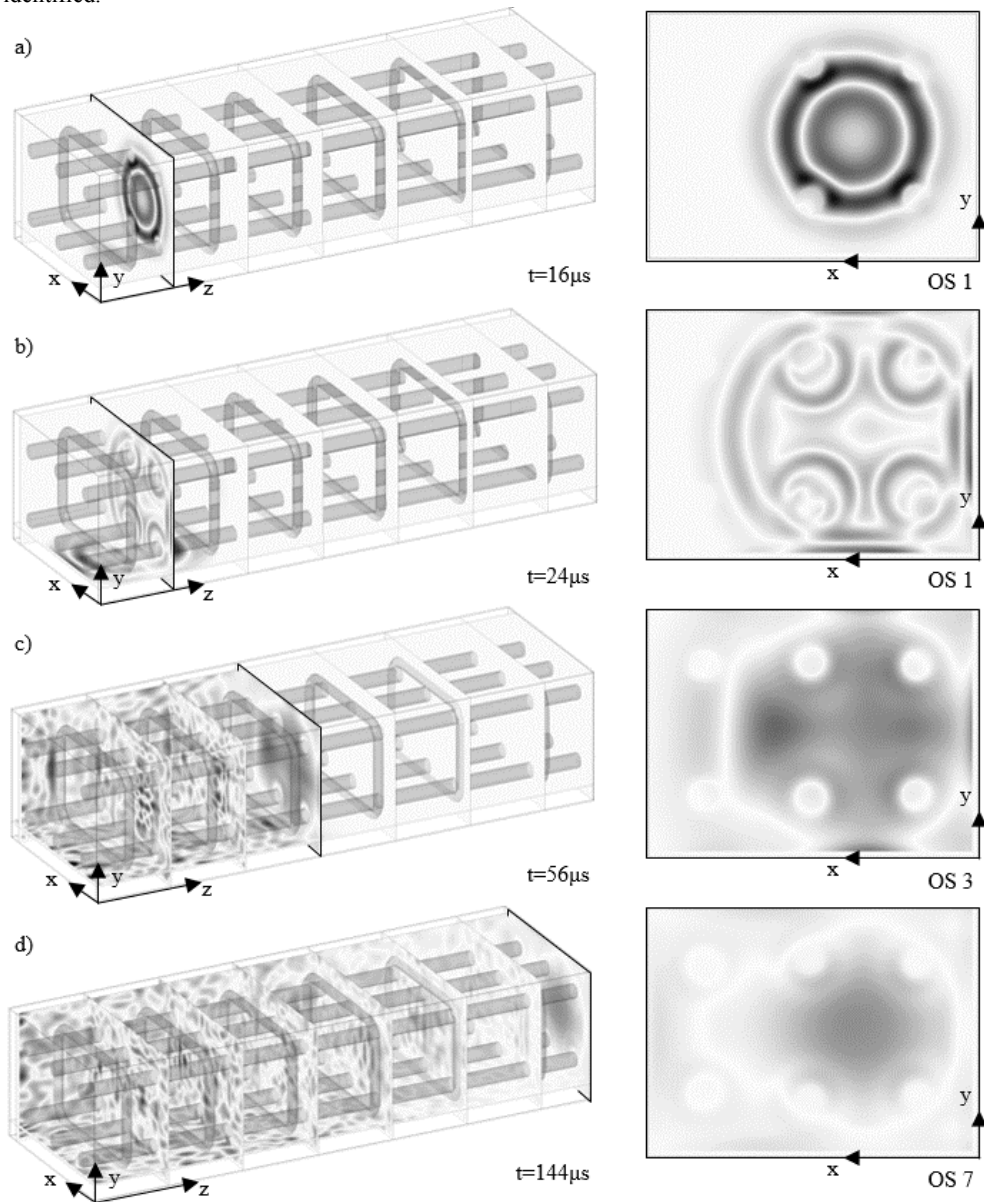 identified.
a)
x
y
z
t=16µs
y
x
OS 1
b)
x
y
z
t=24µs
y
x
OS 1
c)
x
y
z
t=56µs
y
x
OS 3
d)
x
y
z
t=144µs
y
x
OS 7